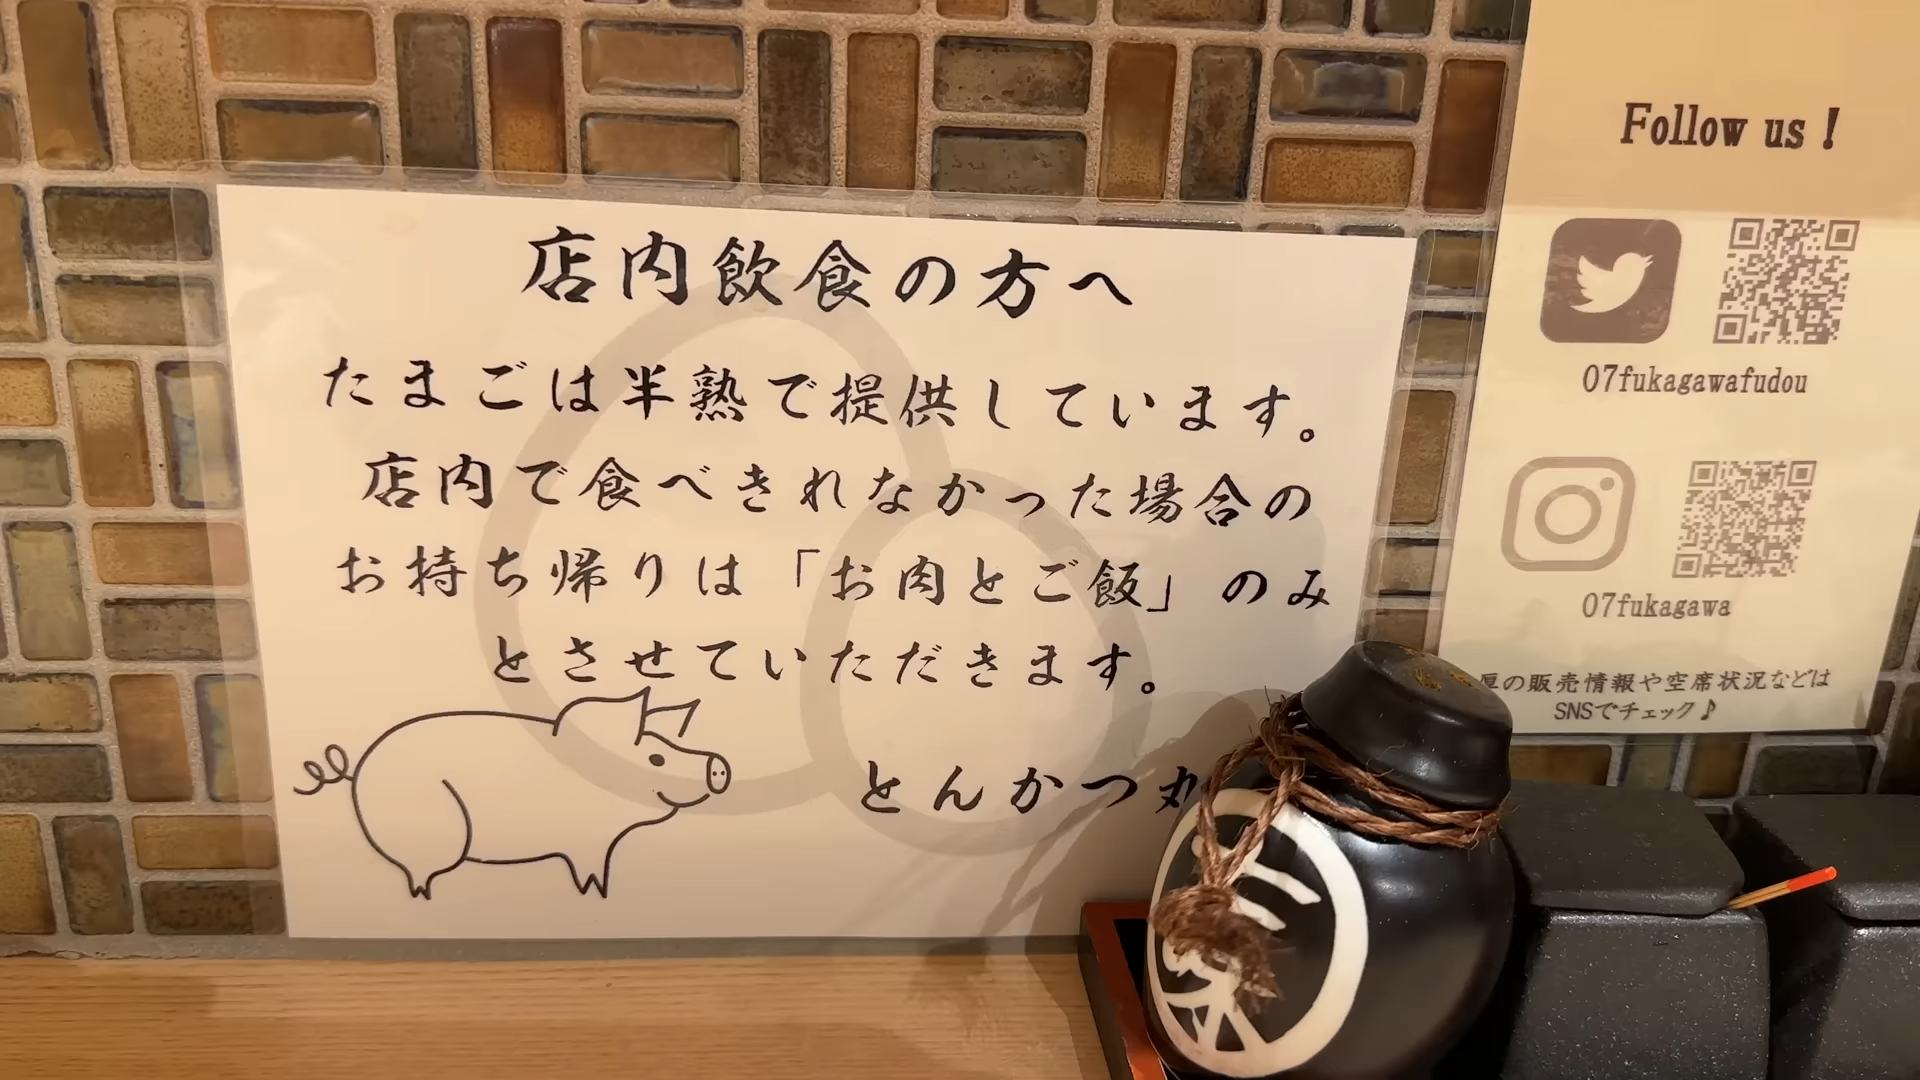 店内飲食の方へ
たまごは半熟で提供しています。
店内で食べきれなかった場合の
お持ち帰りは「お肉とご飯」のみ
とさせていただきます。
とんかつ丸
Follow us!
07fukagawafudou
07fukagawa
厚の販売情報や空席状況などは
SNSでチェック♪